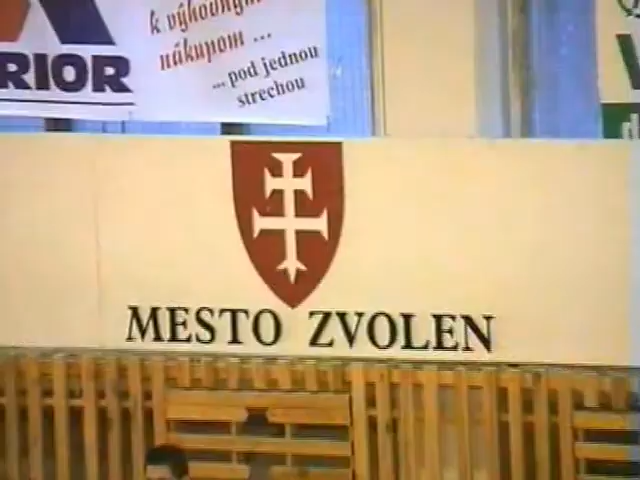 k výhodným
nákupom ...
... pod jednou
strechou
RIOR
MESTO ZVOLEN